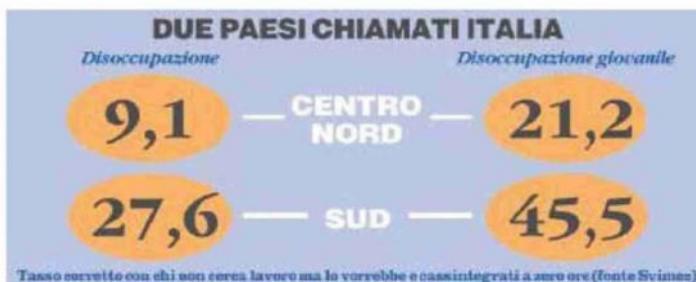 DUE PAESI CHIAMATI ITALIA
Disoccupazione Disoccupazione giovanile
9,1 CENTRO NORD 21,2
27,6 SUD 45,5
Tasso corretto con chi non cerca lavoro ma lo vorrebbe e cassintegrati a zero ore (fonte Svimez)